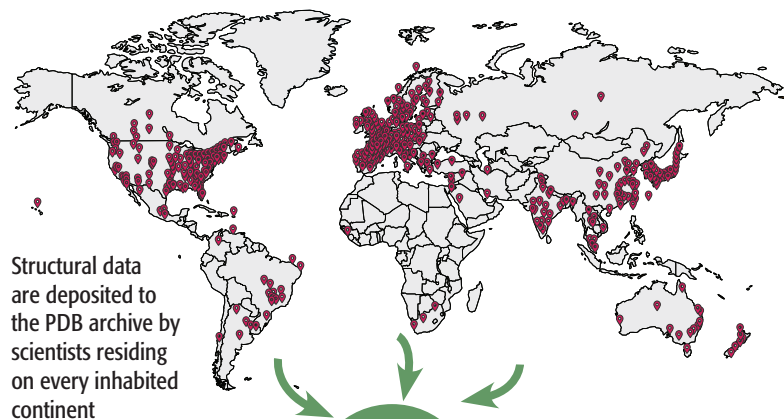 Structural data
are deposited to
the PDB archive by
scientists residing
on every inhabited
continent